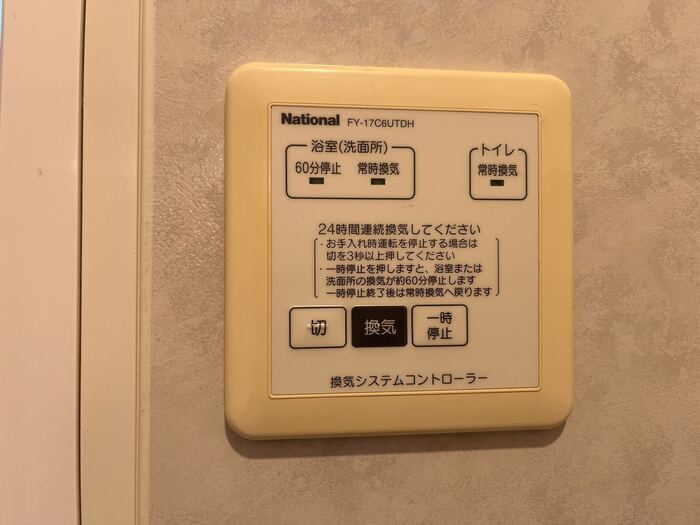 National FY-17C6UTDH
浴室(洗面所)
60分停止 常時換気
トイレ
常時換気
24時間連続換気してください
・お手入れ時運転を停止する場合は
切を3秒以上押してください
・一時停止を押しますと、浴室または
洗面所の換気が約60分停止します
一時停止終了後は常時換気へ戻ります
切
換気
一時
停止
換気システムコントローラー